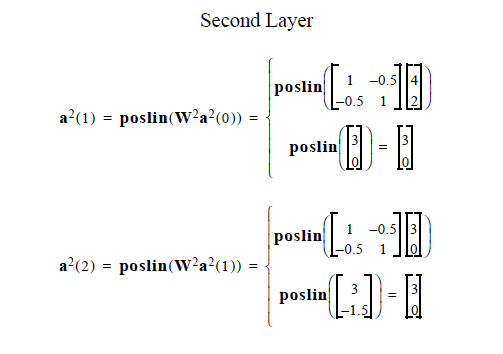 Second Layer
a²(1) = poslin(W²a²(0)) = { poslin([1 -0.5; -0.5 1][4; 2])
poslin([3; 0]) = [3; 0]
a²(2) = poslin(W²a²(1)) = { poslin([1 -0.5; -0.5 1][3; 0])
poslin([3; -1.5]) = [3; 0]